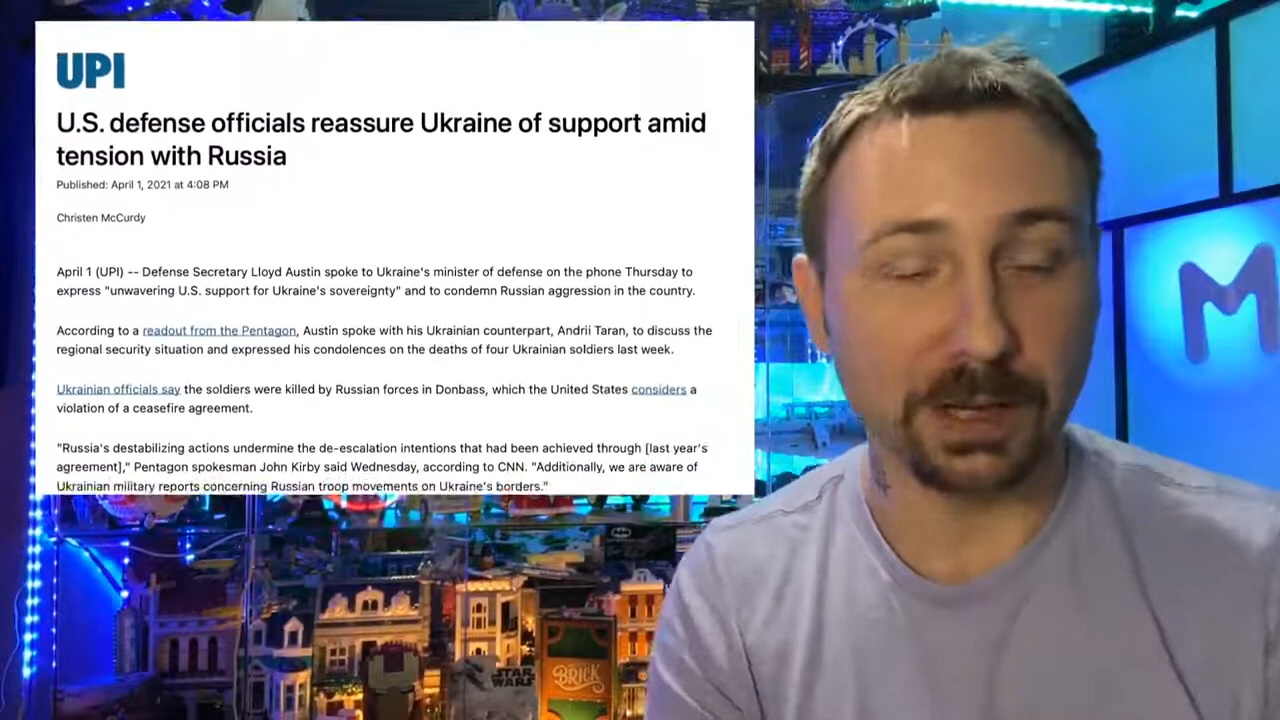 UPI
U.S. defense officials reassure Ukraine of support amid
tension with Russia
Published: April 1, 2021 at 4:08 PM
Christen McCurdy
April 1 (UPI) -- Defense Secretary Lloyd Austin spoke to Ukraine's minister of defense on the phone Thursday to
express "unwavering U.S. support for Ukraine's sovereignty" and to condemn Russian aggression in the country.
According to a readout from the Pentagon, Austin spoke with his Ukrainian counterpart, Andrii Taran, to discuss the
regional security situation and expressed his condolences on the deaths of four Ukrainian soldiers last week.
Ukrainian officials say the soldiers were killed by Russian forces in Donbass, which the United States considers a
violation of a ceasefire agreement.
"Russia's destabilizing actions undermine the de-escalation intentions that had been achieved through [last year's
agreement]," Pentagon spokesman John Kirby said Wednesday, according to CNN. "Additionally, we are aware of
Ukrainian military reports concerning Russian troop movements on Ukraine's borders."
M
STAR
WARS
BRICK